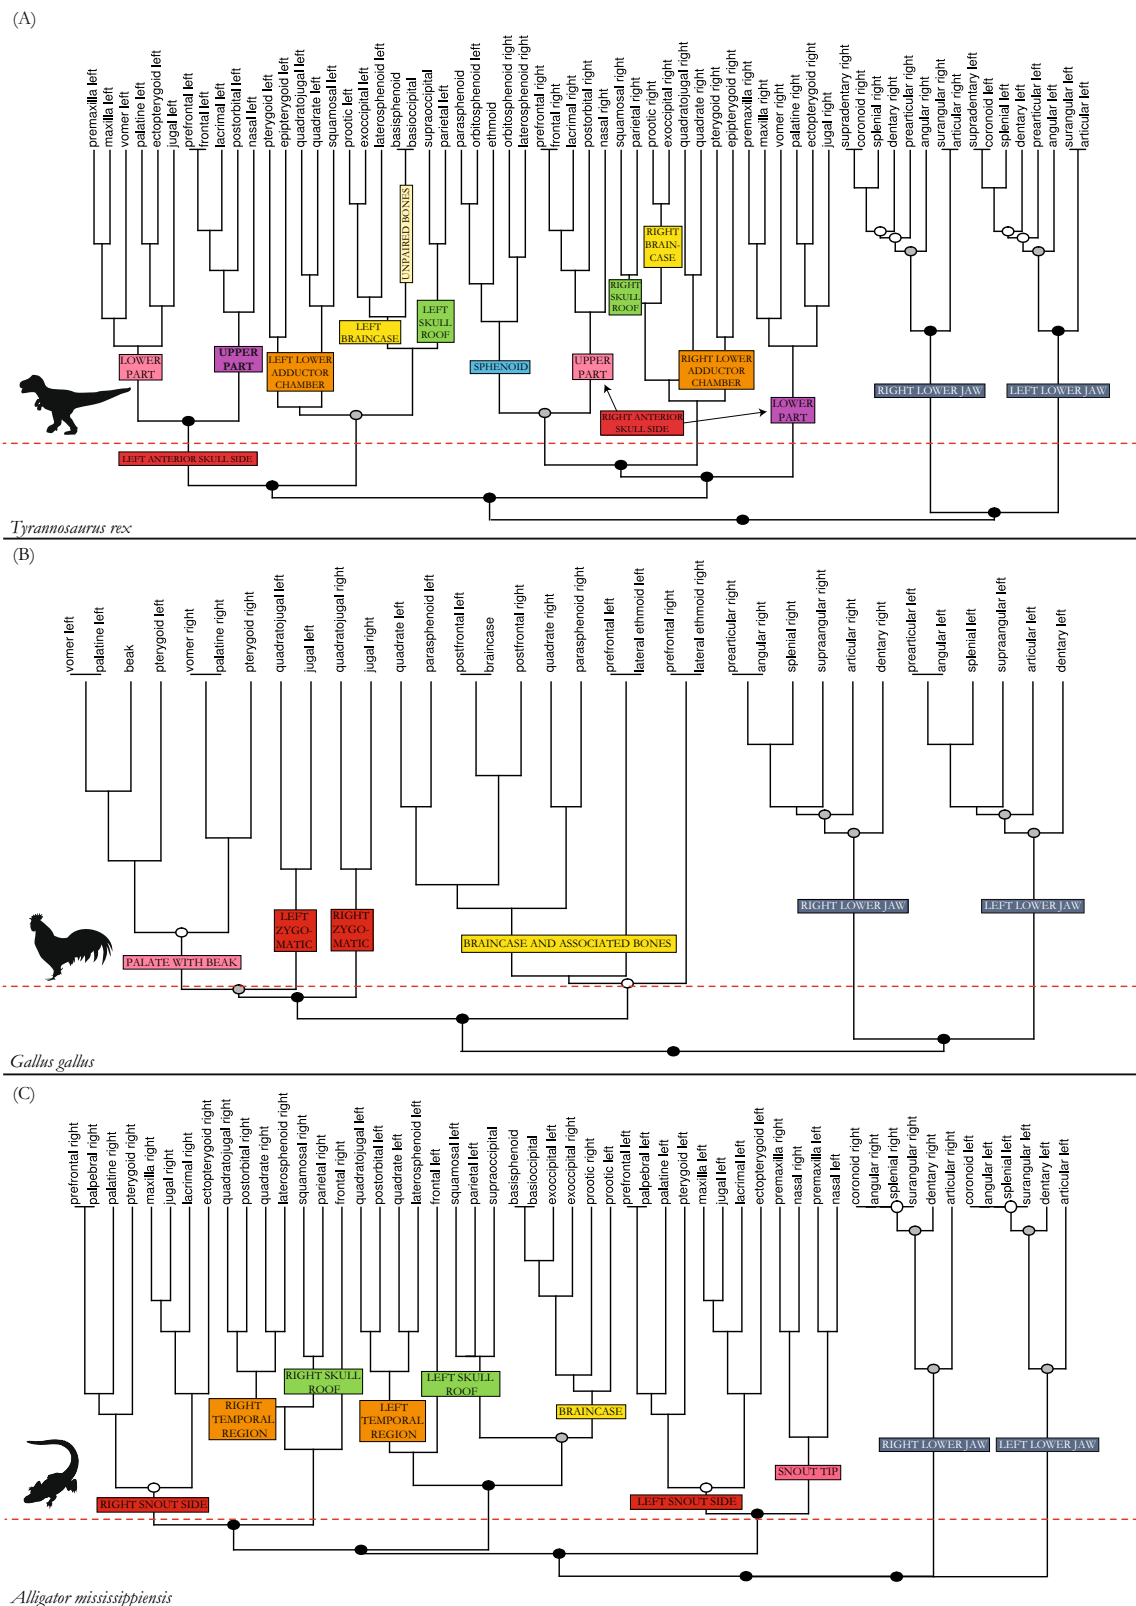 (A)
premaxilla left
maxilla left
vomer left
palatine left
ectopterygoid left
jugal left
prefrontal left
frontal left
lacrimal left
postorbital left
nasal left
pterygoid left
epipterygoid left
quadratojugal left
quadrate left
squamosal left
prootic left
exoccipital left
laterosphenoid left
basisphenoid
basioccipital
supraoccipital
parietal left
parasphenoid
orbitosphenoid left
ethmoid
orbitosphenoid right
laterosphenoid right
prefrontal right
frontal right
lacrimal right
postorbital right
nasal right
squamosal right
parietal right
prootic right
exoccipital right
quadratojugal right
quadrate right
pterygoid right
epipterygoid right
premaxilla right
maxilla right
vomer right
palatine right
ectopterygoid right
jugal right
supradentary right
coronoid right
splenial right
dentary right
prearticular right
angular right
surangular right
articular right
supradentary left
coronoid left
splenial left
dentary left
prearticular left
angular left
surangular left
articular left
UNPAIRED BONES
RIGHT
BRAIN-
CASE
RIGHT
SKULL
ROOF
LEFT
SKULL
ROOF
LEFT
BRAINCASE
LOWER
PART
UPPER
PART
LEFT LOWER
ADDUCTOR
CHAMBER
SPHENOID
UPPER
PART
RIGHT LOWER
ADDUCTOR
CHAMBER
RIGHT LOWER JAW
LEFT LOWER JAW
RIGHT ANTERIOR
SKULL SIDE
LOWER
PART
LEFT ANTERIOR SKULL SIDE
Tyrannosaurus rex
(B)
vomer left
palatine left
beak
pterygoid left
vomer right
palatine right
pterygoid right
quadratojugal left
jugal left
quadratojugal right
jugal right
quadrate left
parasphenoid left
postfrontal left
braincase
postfrontal right
quadrate right
parasphenoid right
prefrontal left
lateral ethmoid left
prefrontal right
lateral ethmoid right
prearticular right
angular right
splenial right
supraangular right
articular right
dentary right
prearticular left
angular left
splenial left
supraangular left
articular left
dentary left
LEFT
ZYGO-
MATIC
RIGHT
ZYGO-
MATIC
RIGHT LOWER JAW
LEFT LOWER JAW
BRAINCASE AND ASSOCIATED BONES
PALATE WITH BEAK
Gallus gallus
(C)
prefrontal right
palpebral right
palatine right
pterygoid right
maxilla right
jugal right
lacrimal right
ectopterygoid right
quadratojugal right
postorbital right
quadrate right
laterosphenoid right
squamosal right
parietal right
frontal right
quadratojugal left
postorbital left
quadrate left
laterosphenoid left
frontal left
squamosal left
parietal left
supraoccipital
basisphenoid
basioccipital
exoccipital left
exoccipital right
prootic right
prootic left
prefrontal left
palpebral left
palatine left
pterygoid left
maxilla left
jugal left
lacrimal left
ectopterygoid left
premaxilla right
nasal right
premaxilla left
nasal left
coronoid right
angular right
splenial right
surangular right
dentary right
articular right
coronoid left
angular left
splenial left
surangular left
dentary left
articular left
RIGHT SKULL
ROOF
LEFT SKULL
ROOF
RIGHT
TEMPORAL
REGION
LEFT
TEMPORAL
REGION
BRAINCASE
RIGHT LOWER JAW
LEFT LOWER JAW
SNOUT TIP
RIGHT SNOUT SIDE
LEFT SNOUT SIDE
Alligator mississippiensis